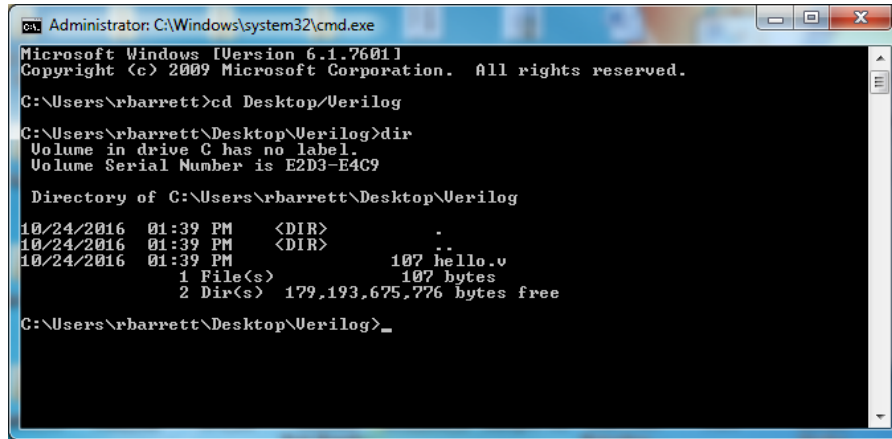 Administrator: C:\Windows\system32\cmd.exe
Microsoft Windows [Version 6.1.7601]
Copyright (c) 2009 Microsoft Corporation.  All rights reserved.
C:\Users\rbarrett>cd Desktop/Verilog
C:\Users\rbarrett\Desktop\Verilog>dir
 Volume in drive C has no label.
 Volume Serial Number is E2D3-E4C9
 Directory of C:\Users\rbarrett\Desktop\Verilog
10/24/2016  01:39 PM    <DIR>          .
10/24/2016  01:39 PM    <DIR>          ..
10/24/2016  01:39 PM               107 hello.v
               1 File(s)            107 bytes
               2 Dir(s)  179,193,675,776 bytes free
C:\Users\rbarrett\Desktop\Verilog>_